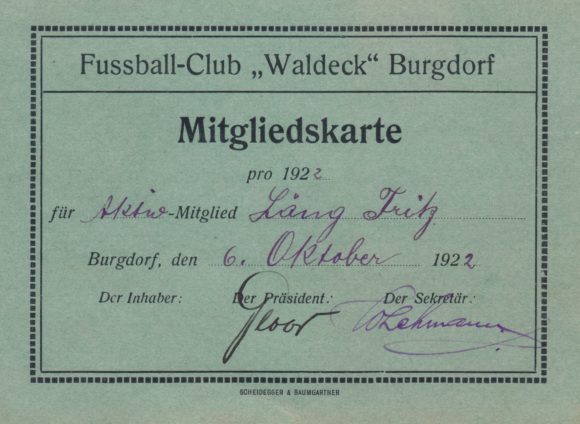 Fussball-Club „Waldeck“ Burgdorf
Mitgliedskarte
pro 1922
für Aktiv-Mitglied Läng Fritz
Burgdorf, den 6. Oktober 1922
Der Inhaber: Der Präsident: Der Sekretär:
Lehmann
SCHEIDEGGER & BAUMGARTNER